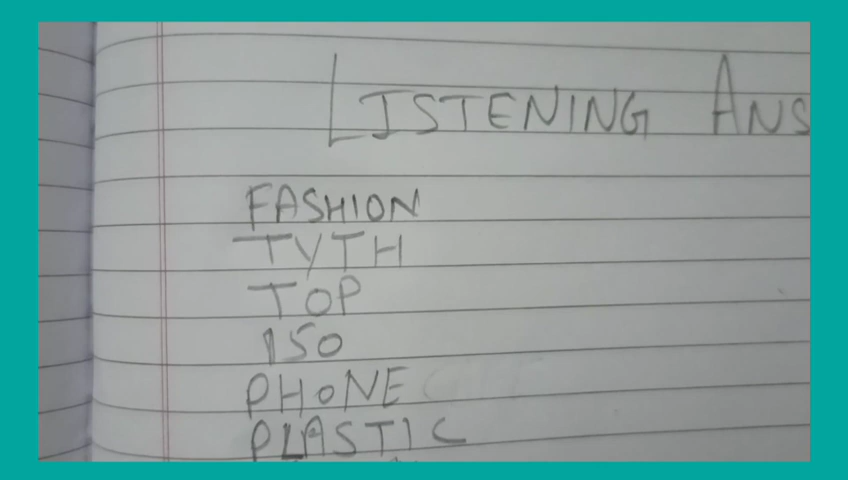 LISTENING ANS
FASHION
TYTH
TOP
150
PHONE
PLASTIC